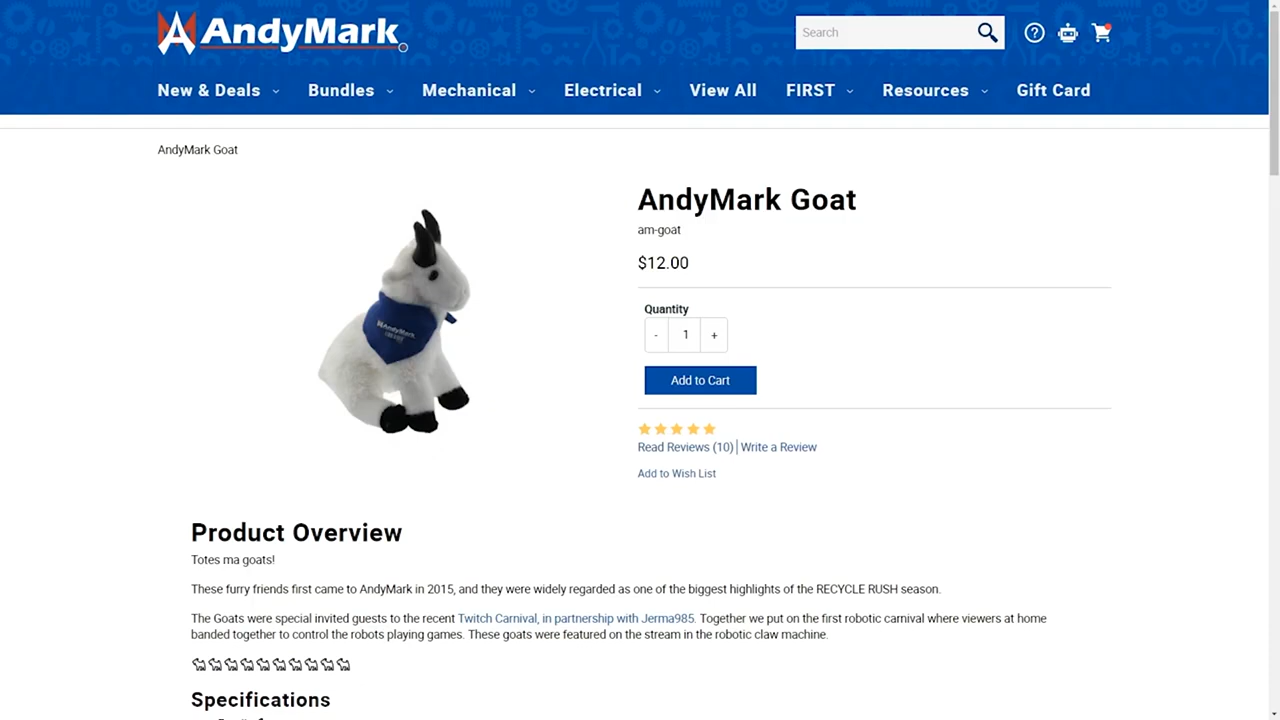 AndyMark
Search
New & Deals
Bundles
Mechanical
Electrical
View All
FIRST
Resources
Gift Card
AndyMark Goat
AndyMark Goat
am-goat
$12.00
Quantity
- 1 +
Add to Cart
Read Reviews (10) | Write a Review
Add to Wish List
AndyMark
Product Overview
Totes ma goats!
These furry friends first came to AndyMark in 2015, and they were widely regarded as one of the biggest highlights of the RECYCLE RUSH season.
The Goats were special invited guests to the recent Twitch Carnival, in partnership with Jerma985. Together we put on the first robotic carnival where viewers at home
banded together to control the robots playing games. These goats were featured on the stream in the robotic claw machine.
🐐🐐🐐🐐🐐🐐🐐🐐🐐🐐
Specifications